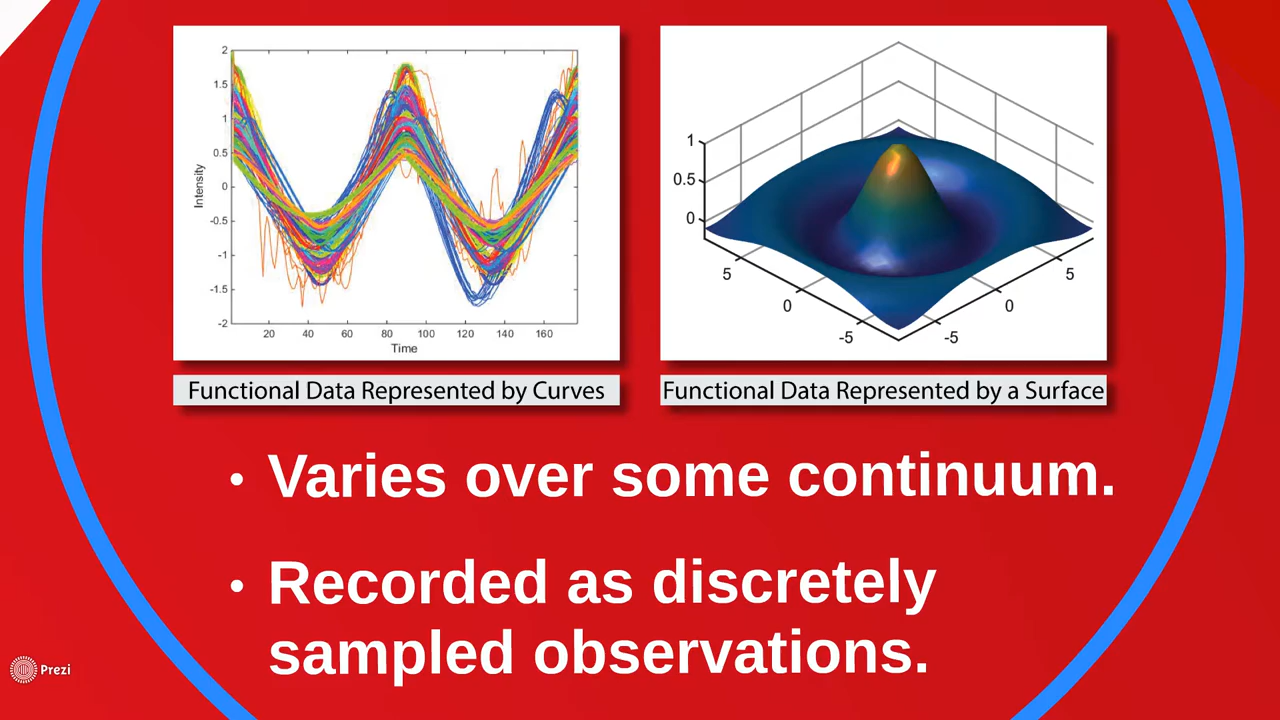 2
1.5
1
0.5
0
-0.5
-1
-1.5
-2
Intensity
20 40 60 80 100 120 140 160
Time
1
0.5
0
5
0
-5
-5
0
5
Functional Data Represented by Curves
Functional Data Represented by a Surface
• Varies over some continuum.
• Recorded as discretely
sampled observations.
Prezi